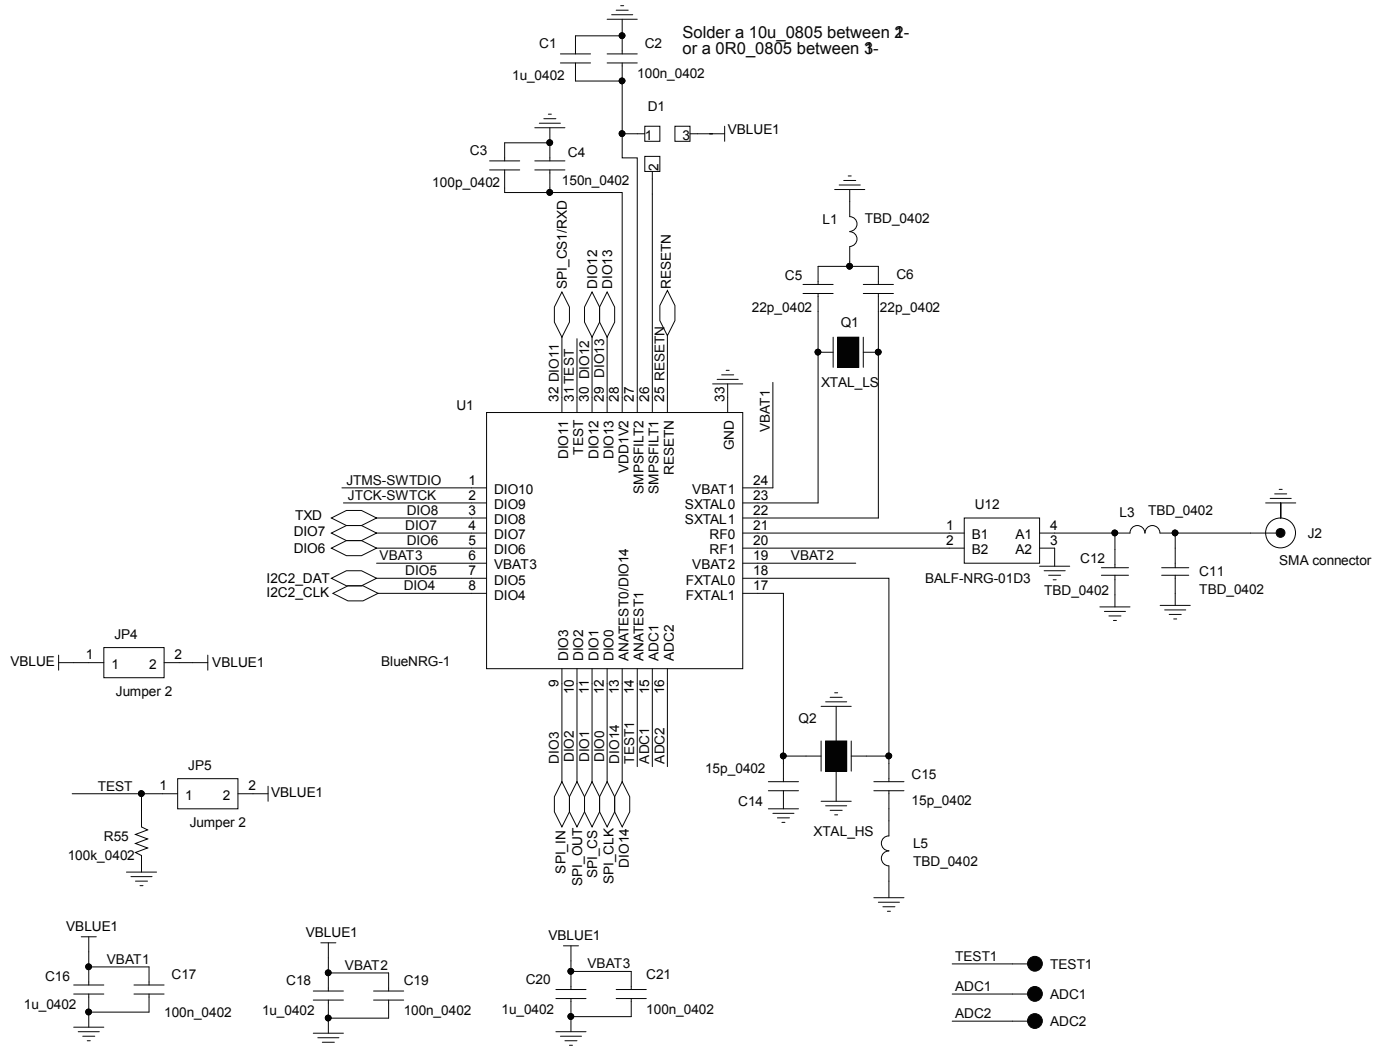 Solder a 10u_0805 between 1-2
or a 0R0_0805 between 1-3
C1
C2
1u_0402
100n_0402
D1
1
3
VBLUE1
2
C3
C4
100p_0402
150n_0402
SPI_CS1/RXD
DIO12
DIO13
RESETN
L1
TBD_0402
C5
C6
22p_0402
22p_0402
Q1
XTAL_LS
DIO11
TEST
DIO12
DIO13
RESETN
32
31
30
29
28
27
26
25
33
VBAT1
U1
DIO11
TEST
DIO12
DIO13
VDD1V2
SMPSFILT2
SMPSFILT1
RESETN
GND
JTMS-SWTDIO 1 DIO10
JTCK-SWTCK 2 DIO9
TXD DIO8 3 DIO8
DIO7 DIO7 4 DIO7
DIO6 DIO6 5 DIO6
VBAT3 6 VBAT3
I2C2_DAT DIO5 7 DIO5
I2C2_CLK DIO4 8 DIO4
VBAT1 24
SXTAL0 23
SXTAL1 22
RF0 21
RF1 20
VBAT2 19 VBAT2
FXTAL0 18
FXTAL1 17
U12
1 B1 A1 4
2 B2 A2 3
BALF-NRG-01D3
L3
TBD_0402
J2
SMA connector
C12
TBD_0402
C11
TBD_0402
DIO3
DIO2
DIO1
DIO0
ANATEST0/DIO14
ANATEST1
ADC1
ADC2
BlueNRG-1
9
10
11
12
13
14
15
16
DIO3
DIO2
DIO1
DIO0
DIO14
TEST1
ADC1
ADC2
SPI_IN
SPI_OUT
SPI_CS
SPI_CLK
DIO14
JP4
VBLUE 1 1 2 2 VBLUE1
Jumper 2
JP5
TEST 1 1 2 2 VBLUE1
Jumper 2
R55
100k_0402
Q2
15p_0402
C14
XTAL_HS
C15
15p_0402
L5
TBD_0402
VBLUE1
VBAT1
C16
C17
1u_0402
100n_0402
VBLUE1
VBAT2
C18
C19
1u_0402
100n_0402
VBLUE1
VBAT3
C20
C21
1u_0402
100n_0402
TEST1 TEST1
ADC1 ADC1
ADC2 ADC2